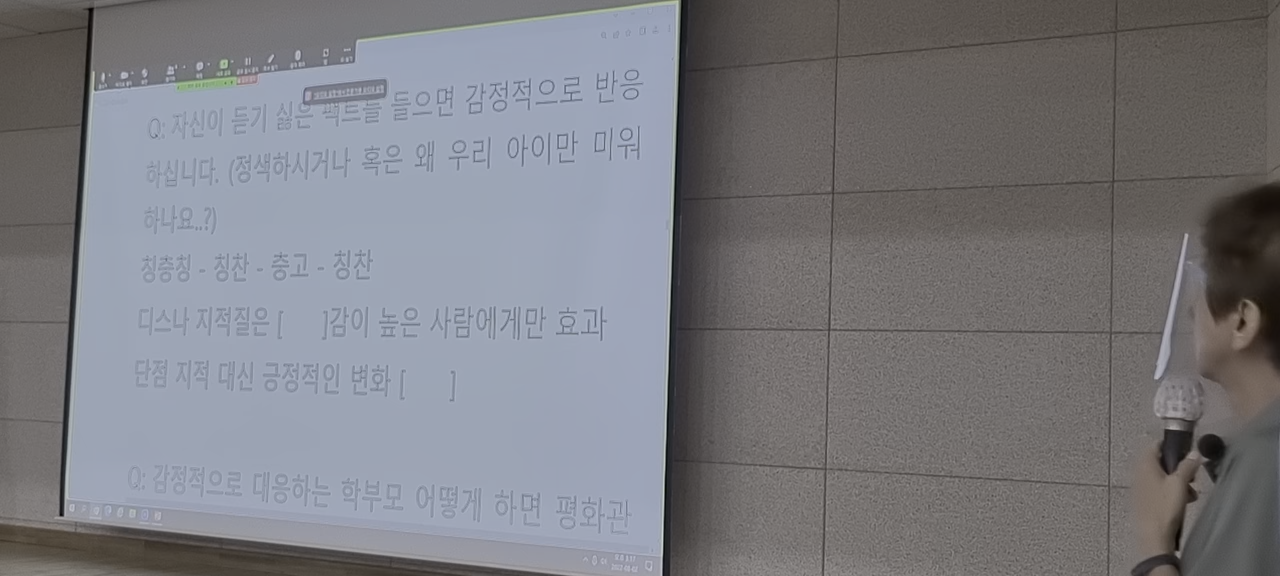 Q: 자신이 듣기 싫은 팩트를 들으면 감정적으로 반응
하십니다. (정색하시거나 혹은 왜 우리 아이만 미워
하나요..?)
칭충칭 - 칭찬 - 충고 - 칭찬
디스나 지적질은 [ ]감이 높은 사람에게만 효과
단점 지적 대신 긍정적인 변화 [ ]
Q: 감정적으로 대응하는 학부모 어떻게 하면 평화관